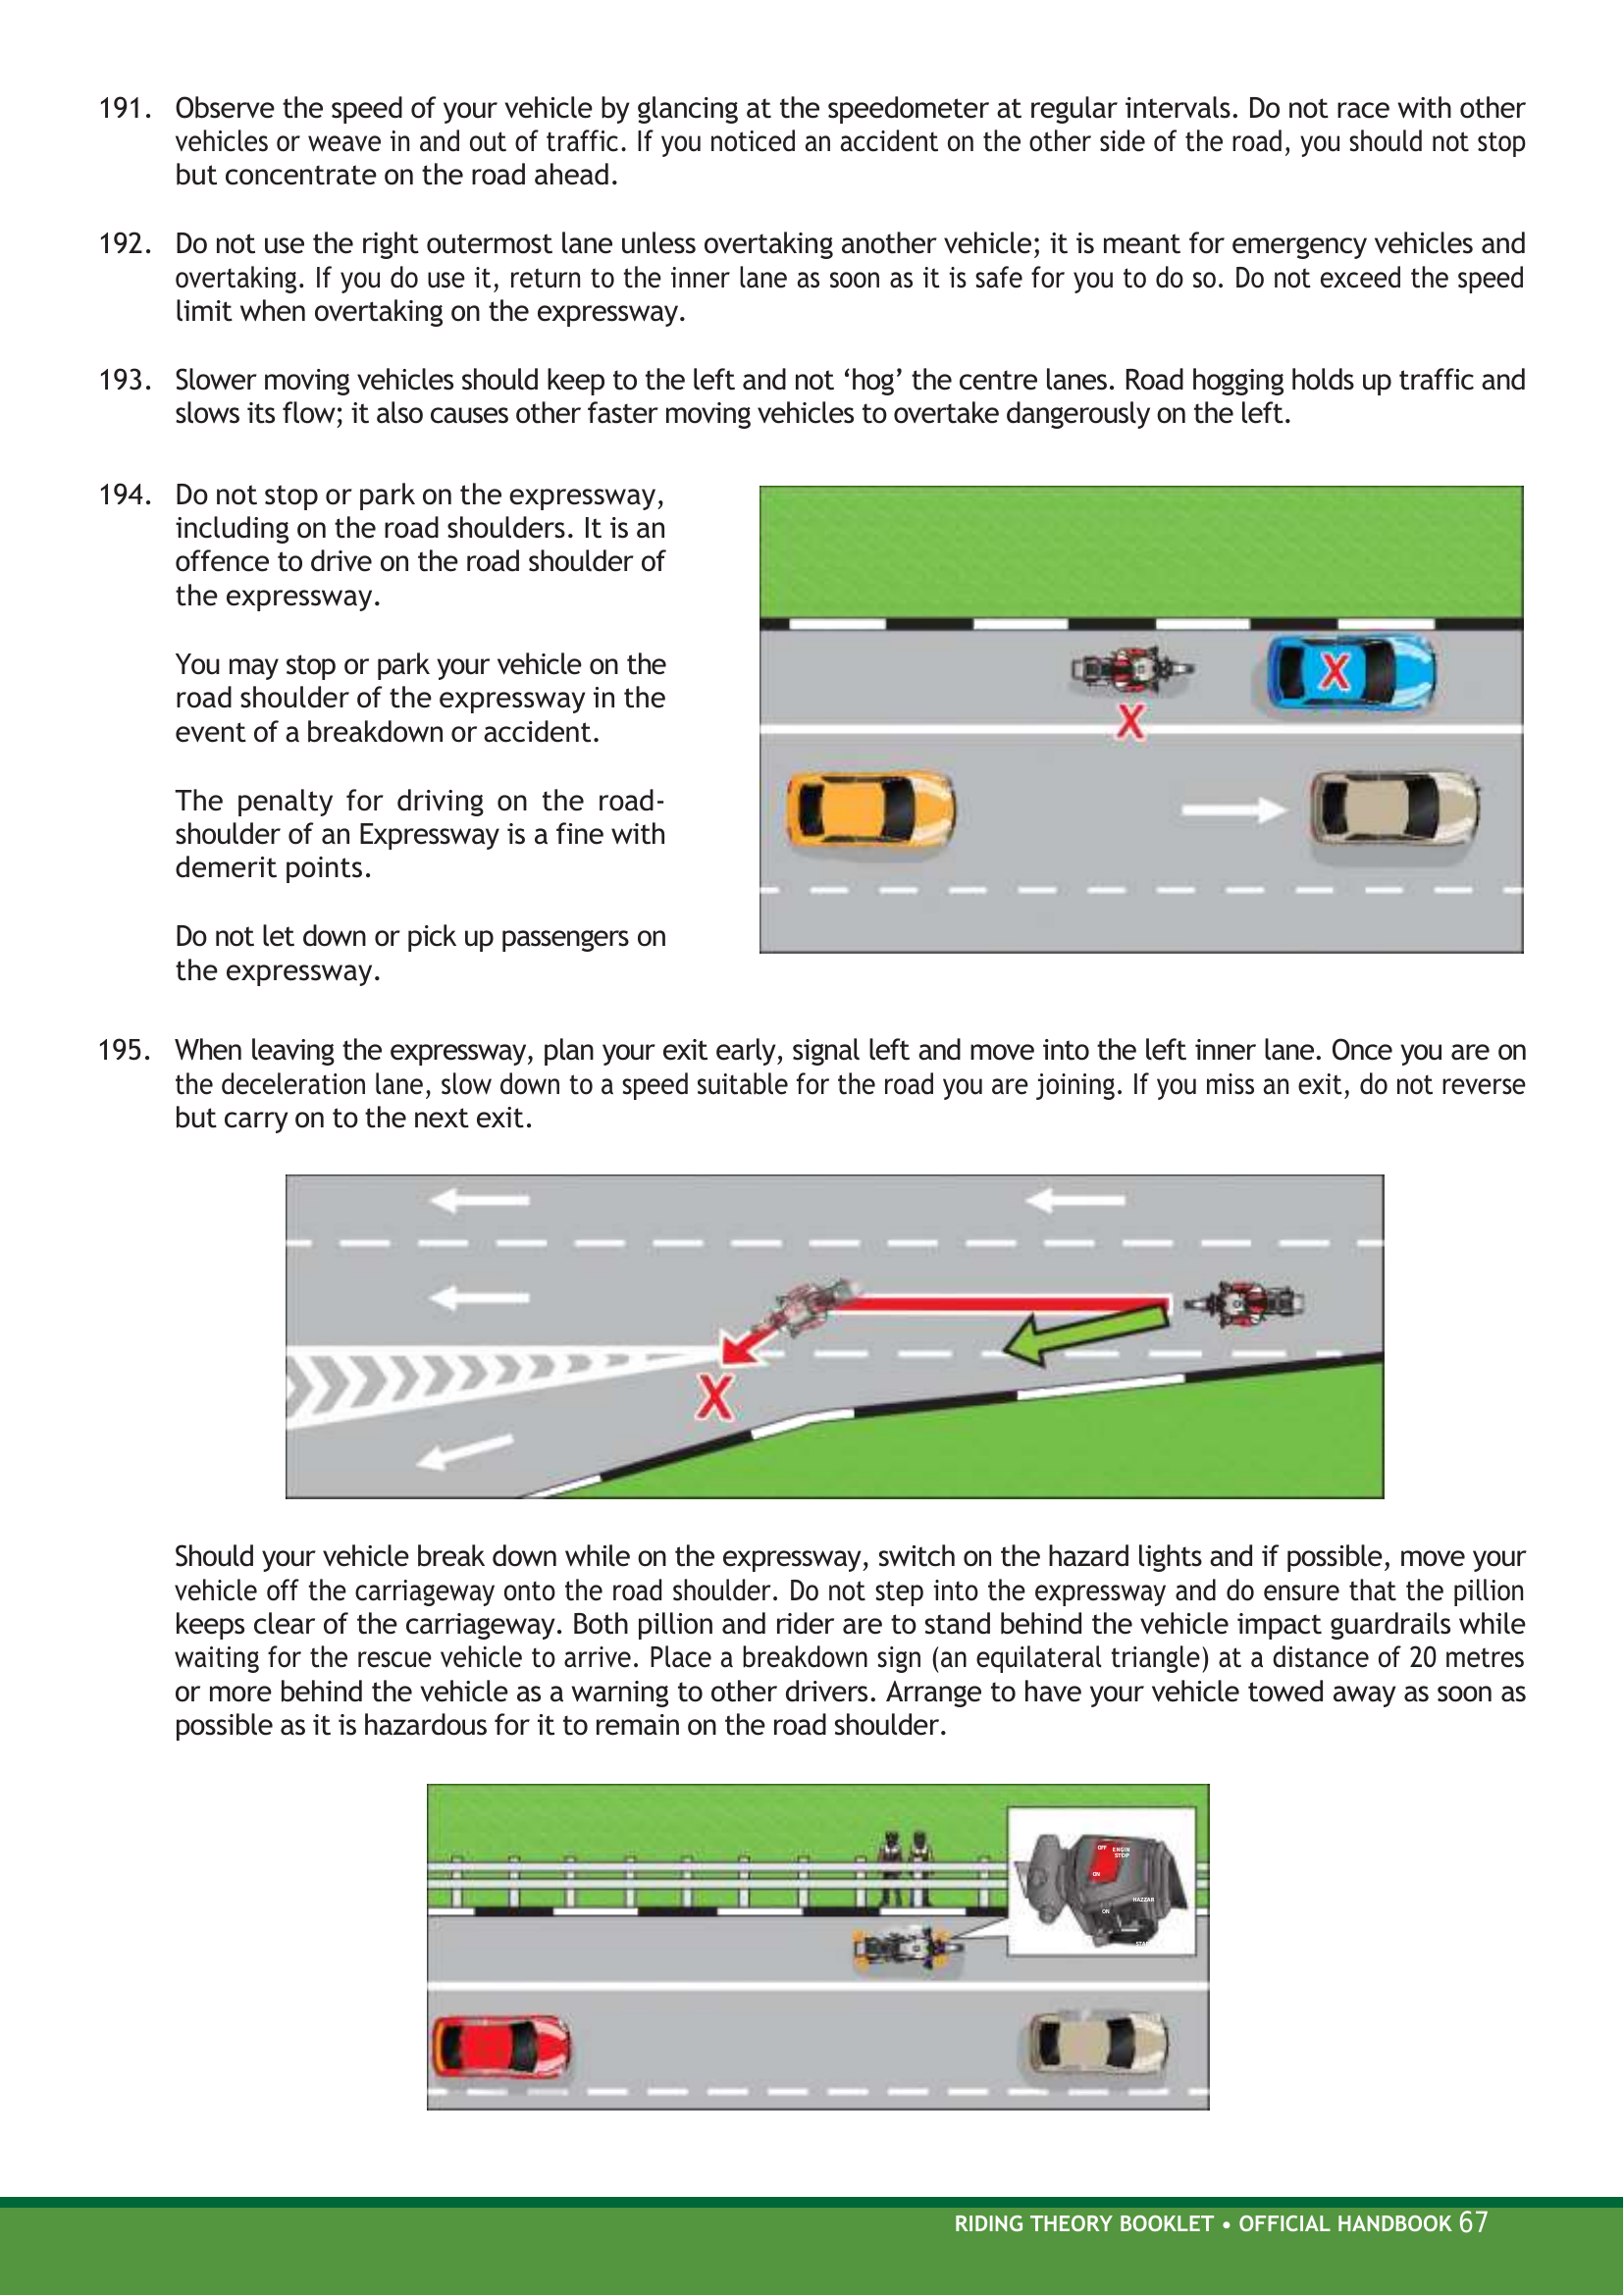 191. Observe the speed of your vehicle by glancing at the speedometer at regular intervals. Do not race with other
vehicles or weave in and out of traffic. If you noticed an accident on the other side of the road, you should not stop
but concentrate on the road ahead.
192. Do not use the right outermost lane unless overtaking another vehicle; it is meant for emergency vehicles and
overtaking. If you do use it, return to the inner lane as soon as it is safe for you to do so. Do not exceed the speed
limit when overtaking on the expressway.
193. Slower moving vehicles should keep to the left and not ‘hog’ the centre lanes. Road hogging holds up traffic and
slows its flow; it also causes other faster moving vehicles to overtake dangerously on the left.
194. Do not stop or park on the expressway,
including on the road shoulders. It is an
offence to drive on the road shoulder of
the expressway.
You may stop or park your vehicle on the
road shoulder of the expressway in the
event of a breakdown or accident.
The penalty for driving on the road-
shoulder of an Expressway is a fine with
demerit points.
Do not let down or pick up passengers on
the expressway.
X
X
195. When leaving the expressway, plan your exit early, signal left and move into the left inner lane. Once you are on
the deceleration lane, slow down to a speed suitable for the road you are joining. If you miss an exit, do not reverse
but carry on to the next exit.
X
Should your vehicle break down while on the expressway, switch on the hazard lights and if possible, move your
vehicle off the carriageway onto the road shoulder. Do not step into the expressway and do ensure that the pillion
keeps clear of the carriageway. Both pillion and rider are to stand behind the vehicle impact guardrails while
waiting for the rescue vehicle to arrive. Place a breakdown sign (an equilateral triangle) at a distance of 20 metres
or more behind the vehicle as a warning to other drivers. Arrange to have your vehicle towed away as soon as
possible as it is hazardous for it to remain on the road shoulder.
OFF ENGIN
STOP
ON
HAZZAR
ON
RIDING THEORY BOOKLET • OFFICIAL HANDBOOK 67